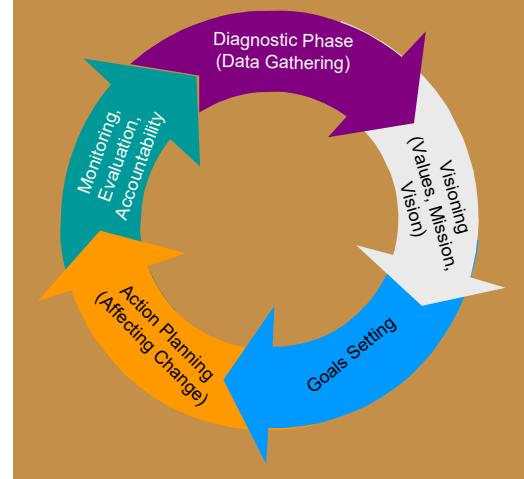 Diagnostic Phase
(Data Gathering)
Visioning
(Values, Mission,
Vision)
Goals Setting
Action Planning
(Affecting Change)
Monitoring,
Evaluation,
Accountability